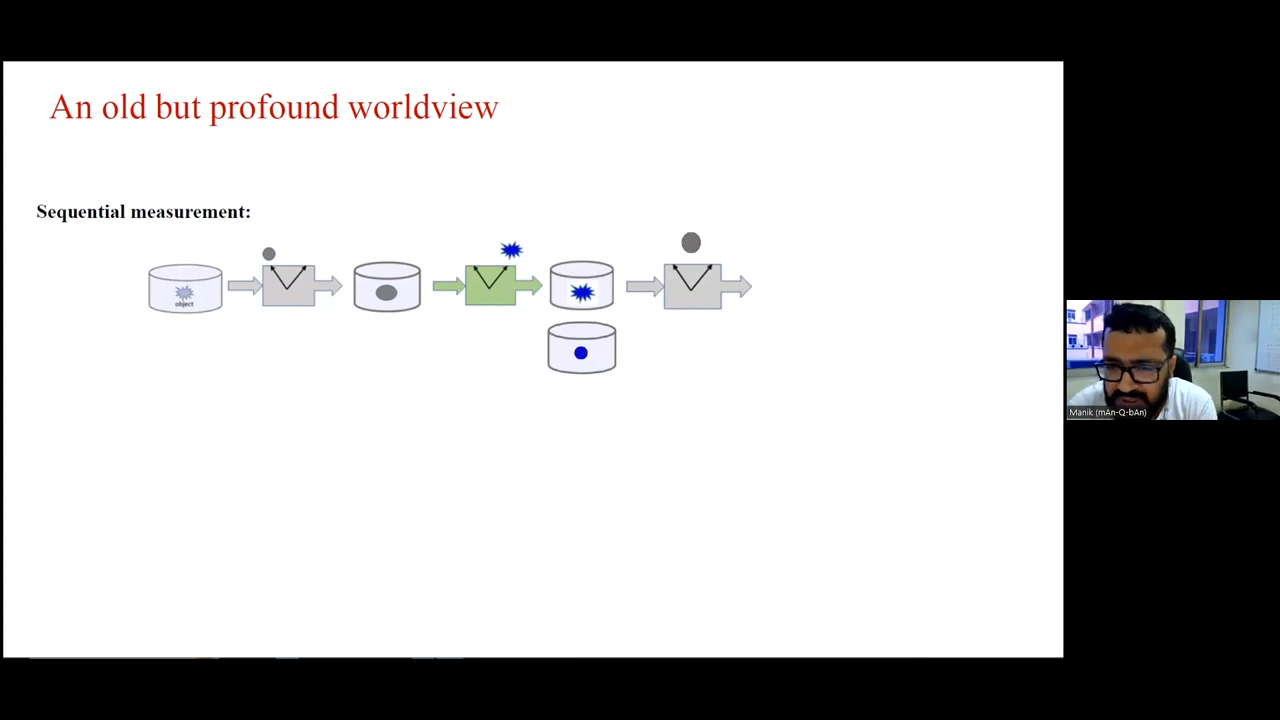 An old but profound worldview
Sequential measurement:
object
Manik (mAn-Q-bAn)